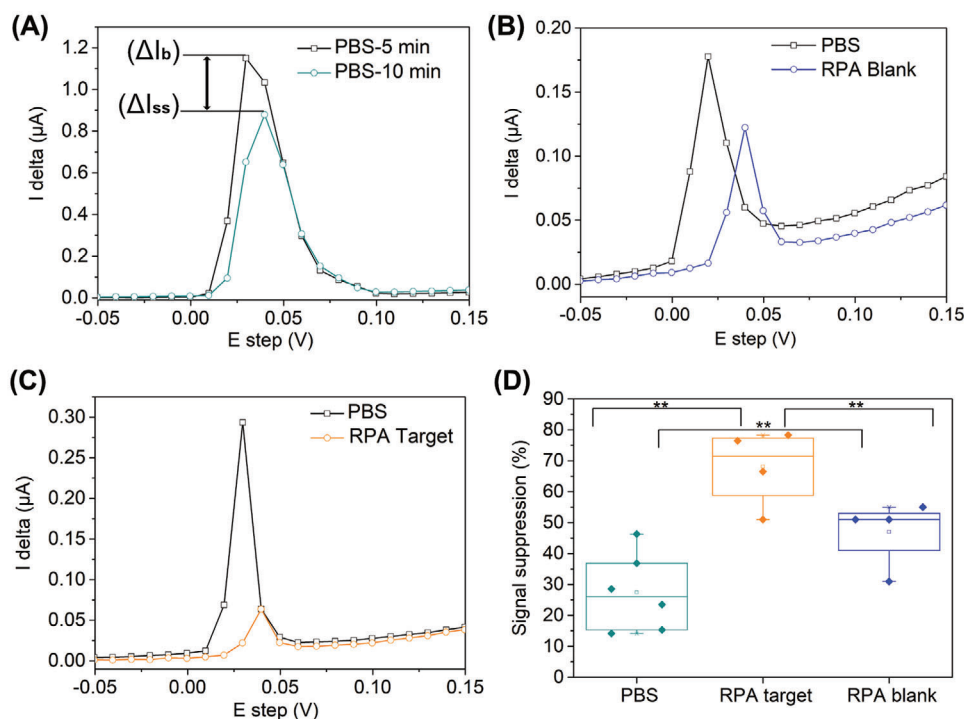 (A)
(ΔIb)
(ΔIss)
PBS-5 min
PBS-10 min
I delta (μA)
1.2
1.0
0.8
0.6
0.4
0.2
0.0
-0.05 0.00 0.05 0.10 0.15
E step (V)
(B)
PBS
RPA Blank
I delta (μA)
0.20
0.15
0.10
0.05
0.00
-0.05 0.00 0.05 0.10 0.15
E step (V)
(C)
PBS
RPA Target
I delta (μA)
0.30
0.25
0.20
0.15
0.10
0.05
0.00
-0.05 0.00 0.05 0.10 0.15
E step (V)
(D)
Signal suppression (%)
90
80
70
60
50
40
30
20
10
0
** **
**
PBS RPA target RPA blank